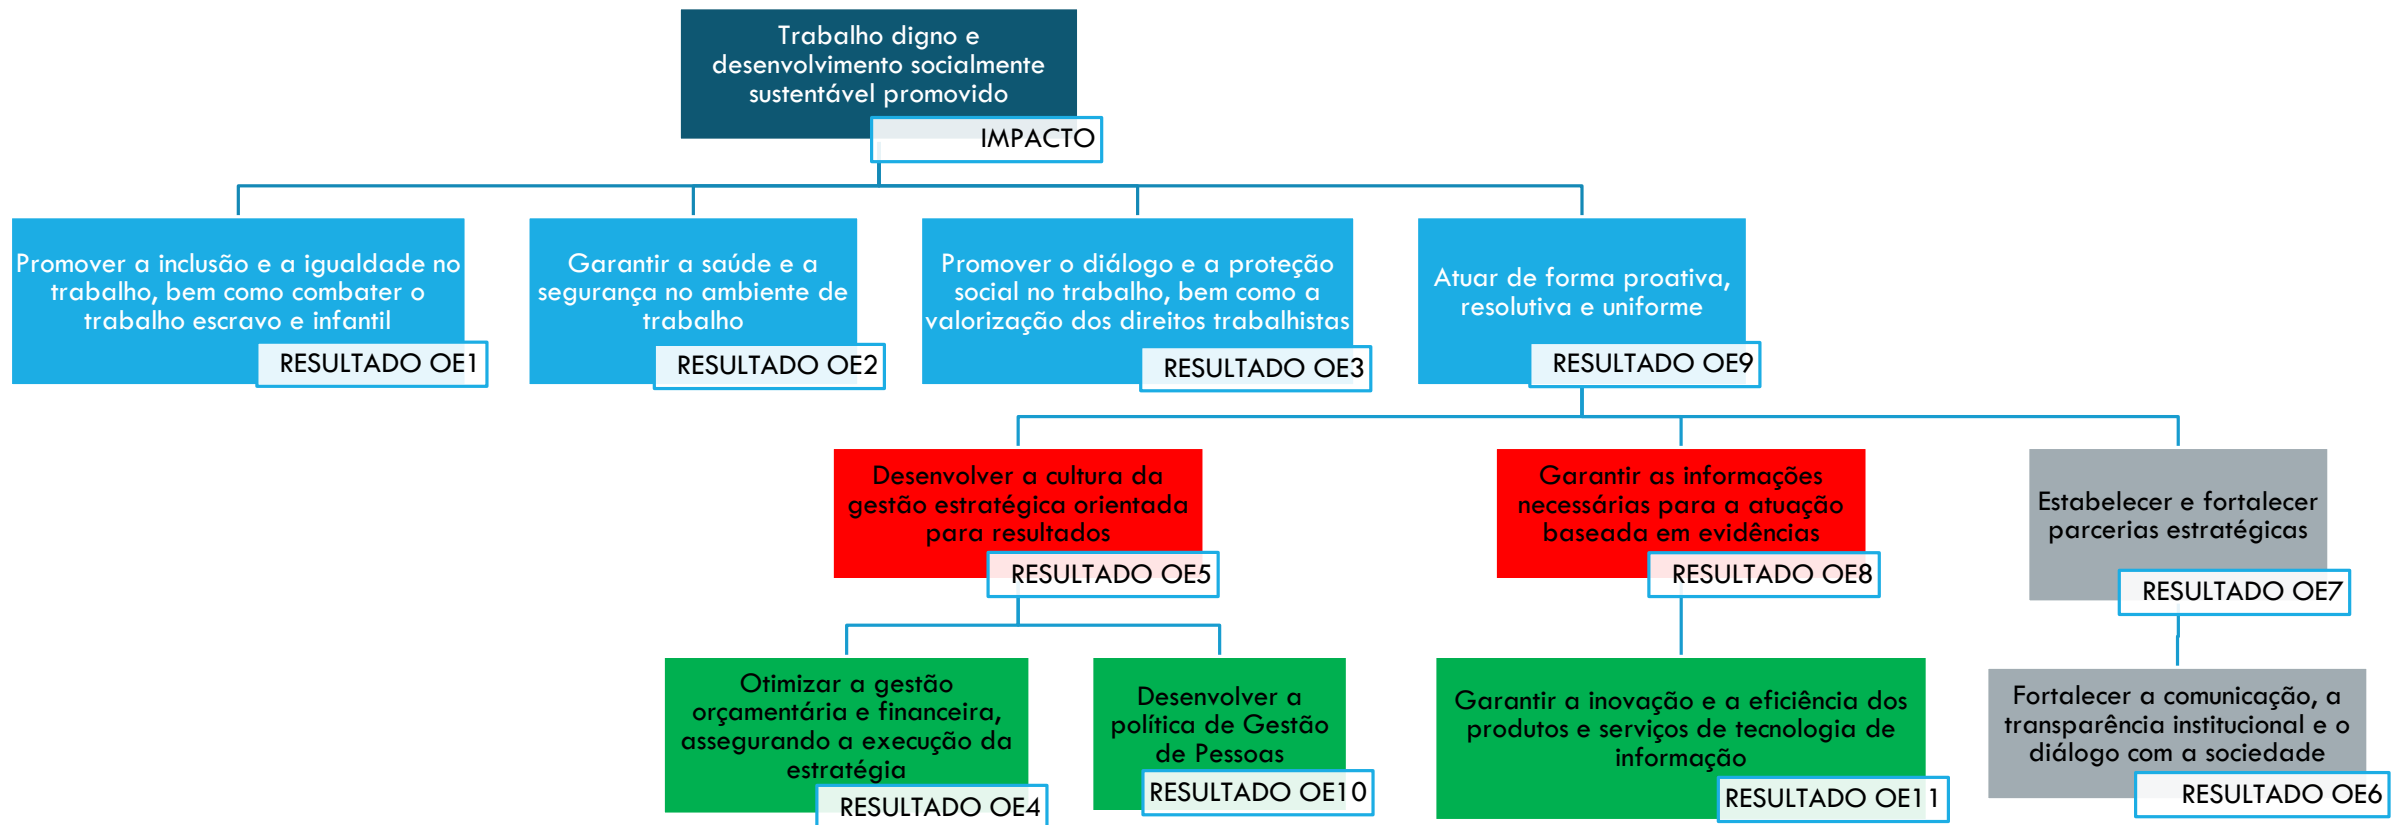 Trabalho digno e
desenvolvimento socialmente
sustentável promovido
IMPACTO
Promover a inclusão e a igualdade no
trabalho, bem como combater o
trabalho escravo e infantil
RESULTADO OE1
Garantir a saúde e a
segurança no ambiente de
trabalho
RESULTADO OE2
Promover o diálogo e a proteção
social no trabalho, bem como a
valorização dos direitos trabalhistas
RESULTADO OE3
Atuar de forma proativa,
resolutiva e uniforme
RESULTADO OE9
Desenvolver a cultura da
gestão estratégica orientada
para resultados
RESULTADO OE5
Garantir as informações
necessárias para a atuação
baseada em evidências
RESULTADO OE8
Estabelecer e fortalecer
parcerias estratégicas
RESULTADO OE7
Otimizar a gestão
orçamentária e financeira,
assegurando a execução da
estratégia
RESULTADO OE4
Desenvolver a
política de Gestão
de Pessoas
RESULTADO OE10
Garantir a inovação e a eficiência dos
produtos e serviços de tecnologia de
informação
RESULTADO OE11
Fortalecer a comunicação, a
transparência institucional e o
diálogo com a sociedade
RESULTADO OE6